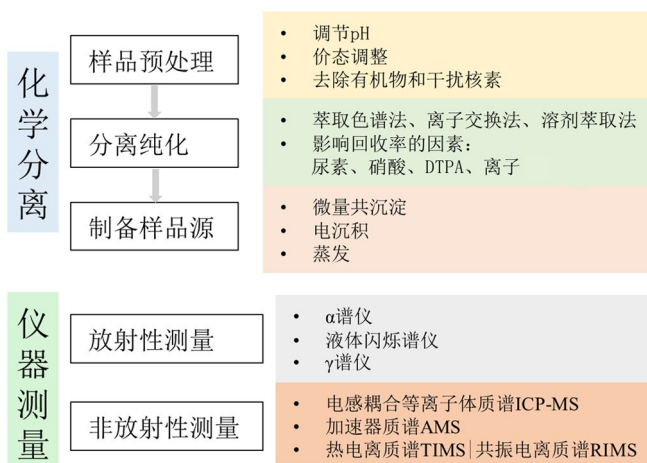 化学分离
样品预处理
• 调节pH
• 价态调整
• 去除有机物和干扰核素
分离纯化
• 萃取色谱法、离子交换法、溶剂萃取法
• 影响回收率的因素：
尿素、硝酸、DTPA、离子
制备样品源
• 微量共沉淀
• 电沉积
• 蒸发
仪器测量
放射性测量
• α谱仪
• 液体闪烁谱仪
• γ谱仪
非放射性测量
• 电感耦合等离子体质谱ICP-MS
• 加速器质谱AMS
• 热电离质谱TIMS|共振电离质谱RIMS